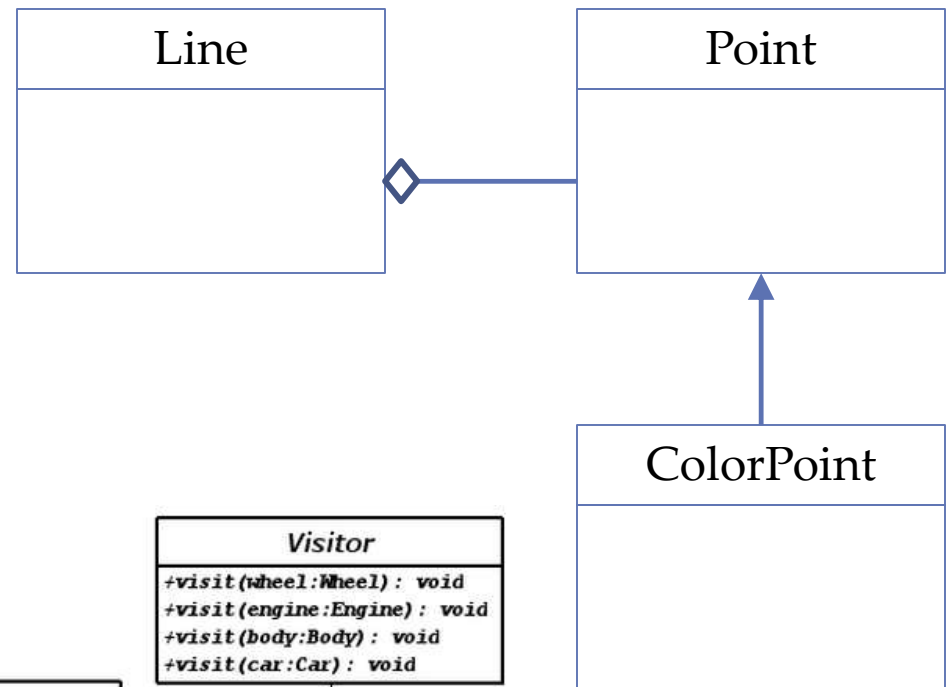 Line
Point
ColorPoint
Visitor
+visit(wheel:Wheel): void
+visit(engine:Engine): void
+visit(body:Body): void
+visit(car:Car): void